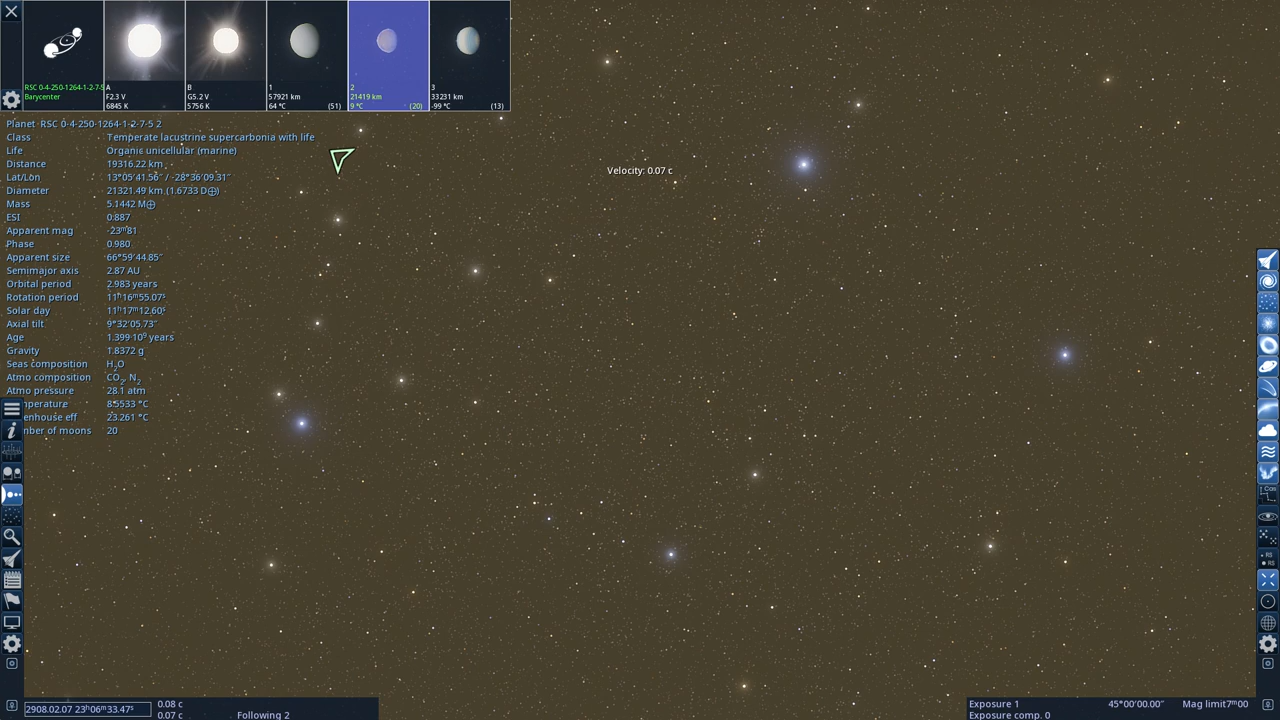 RSC 0-4-250-1264-1-2-7-5
Barycenter
A
F2.3 V
6845 K
B
G5.2 V
5756 K
1
57921 km
64 °C (51)
2
21419 km
9 °C (20)
3
33231 km
-99 °C (13)
Planet RSC 0-4-250-1264-1-2-7-5 2
Class Temperate lacustrine supercarbonia with life
Life Organic unicellular (marine)
Distance 19316.22 km
Lat/Lon 13°05′41.56″ / -28°36′09.31″
Diameter 21321.49 km (1.6733 D⊕)
Mass 5.1442 M⊕
ESI 0.887
Apparent mag -23ᵐ81
Phase 0.980
Apparent size 66°59′44.85″
Semimajor axis 2.87 AU
Orbital period 2.983 years
Rotation period 11ʰ16ᵐ55.07ˢ
Solar day 11ʰ17ᵐ12.60ˢ
Axial tilt 9°32′05.73″
Age 1.399·10⁹ years
Gravity 1.8372 g
Seas composition H₂O
Atmo composition CO₂, N₂
Atmo pressure 28.1 atm
mperature 8.5533 °C
enhouse eff 23.261 °C
mber of moons 20
Velocity: 0.07 c
2908.02.07 23ʰ06ᵐ33.47ˢ
0.08 c
0.07 c
Following 2
Exposure 1 45°00′00.00″ Mag limit7ᵐ00
Exposure comp. 0